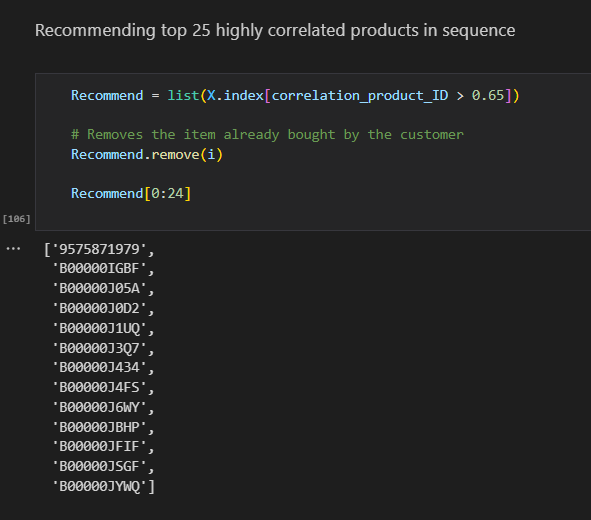 Recommending top 25 highly correlated products in sequence
Recommend = list(X.index[correlation_product_ID > 0.65])
# Removes the item already bought by the customer
Recommend.remove(i)
Recommend[0:24]
[106]
... ['9575871979',
'B00000IGBF',
'B00000J05A',
'B00000J0D2',
'B00000J1UQ',
'B00000J3Q7',
'B00000J434',
'B00000J4FS',
'B00000J6WY',
'B00000JBHP',
'B00000JFIF',
'B00000JSGF',
'B00000JYWQ']